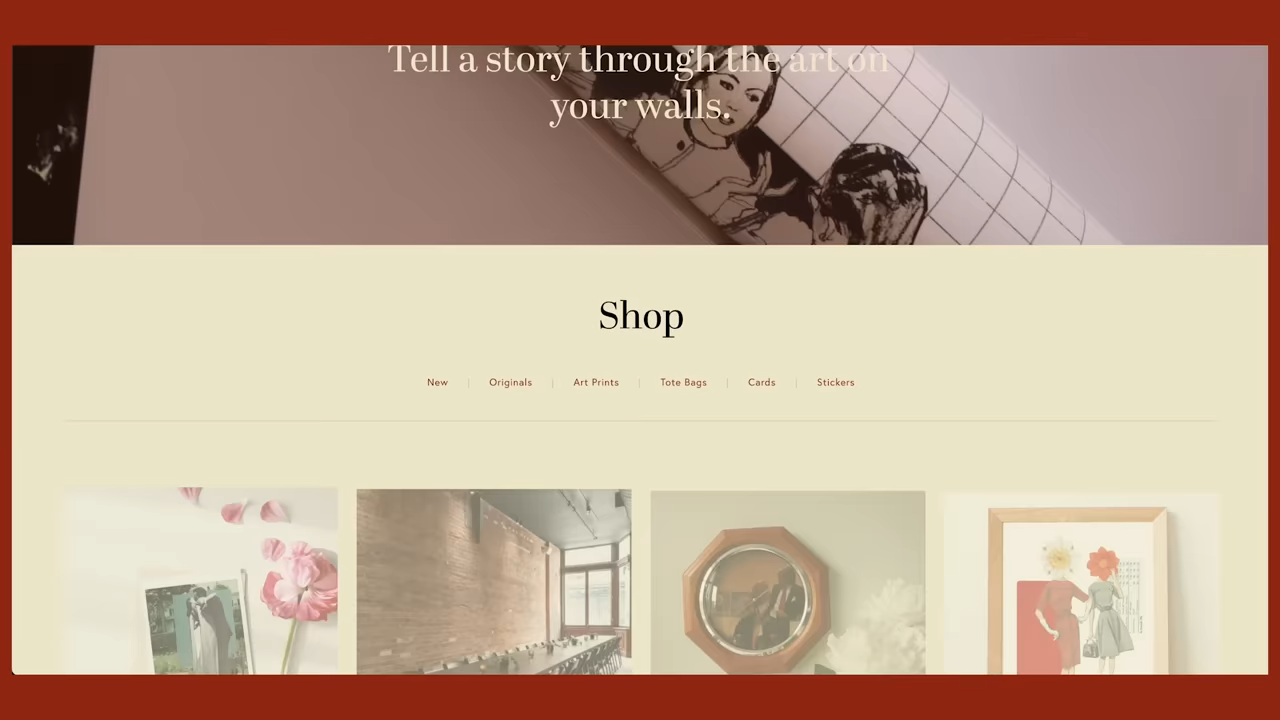 Tell a story through the art on
your walls.
Shop
New | Originals | Art Prints | Tote Bags | Cards | Stickers